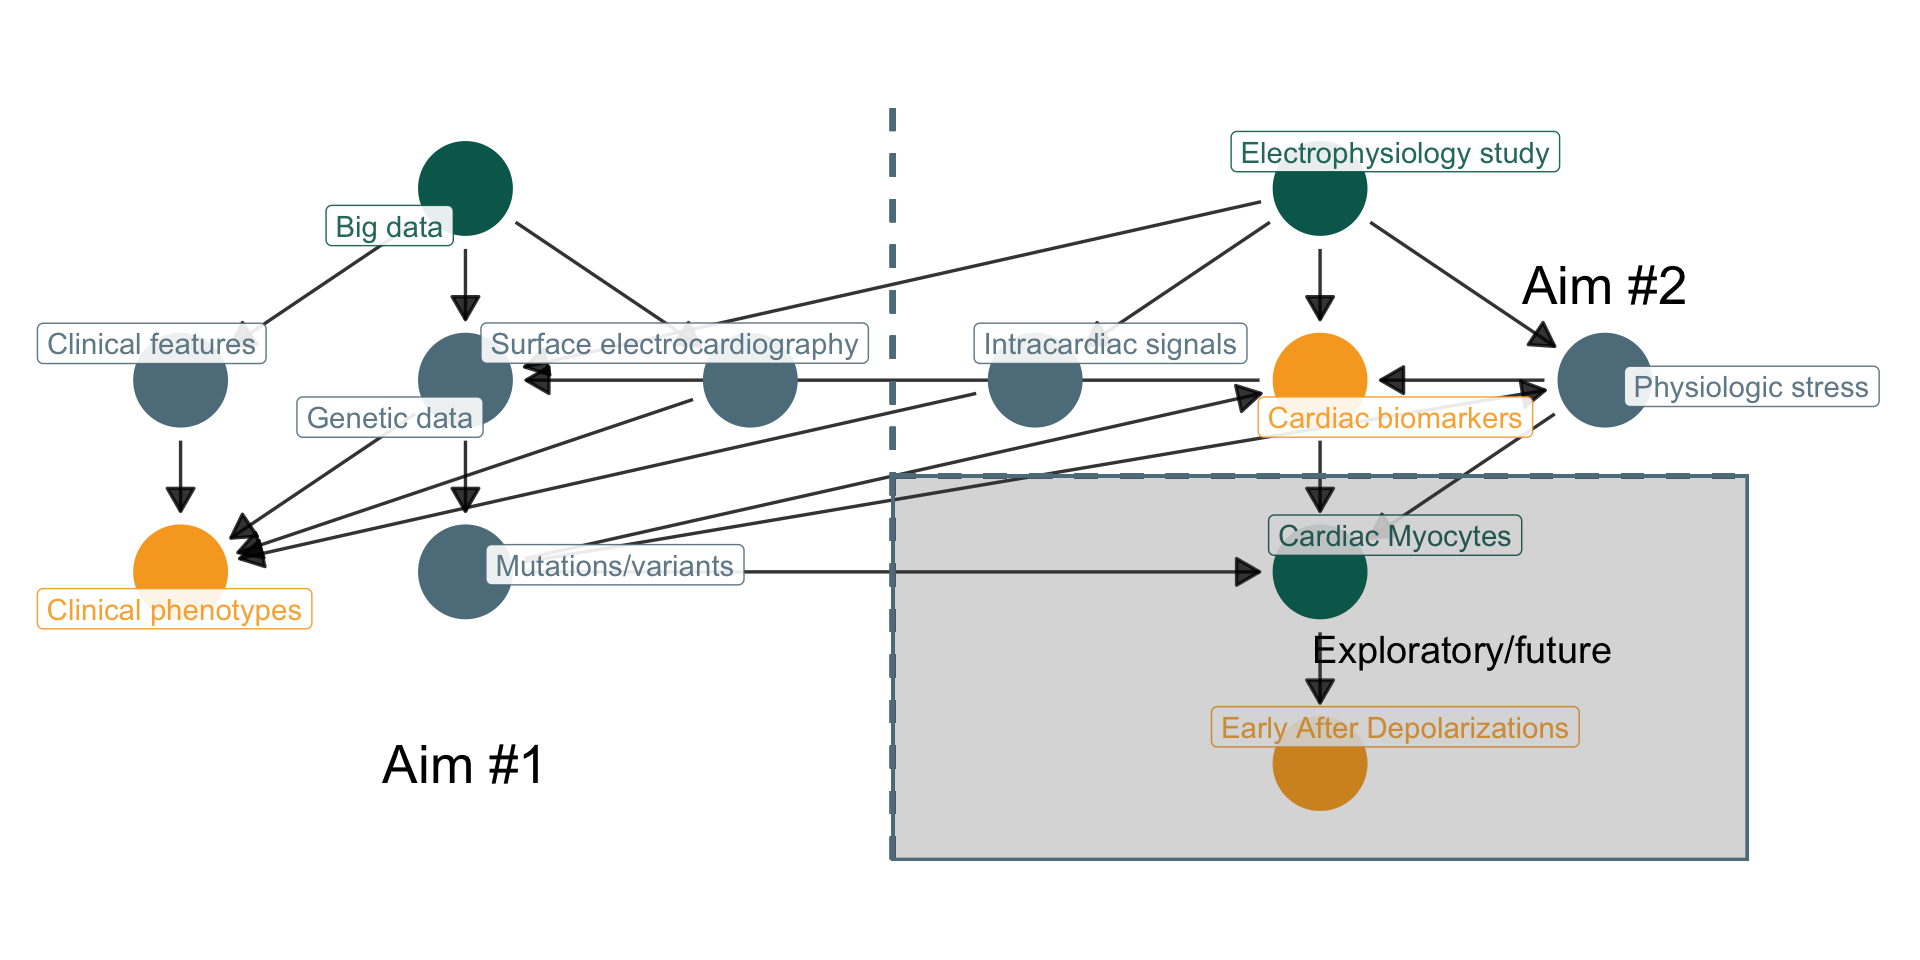 Electrophysiology study
Big data
Aim #2
Clinical features
Surface electrocardiography
Intracardiac signals
Physiologic stress
Genetic data
Cardiac biomarkers
Cardiac Myocytes
Mutations/variants
Clinical phenotypes
Exploratory/future
Early After Depolarizations
Aim #1